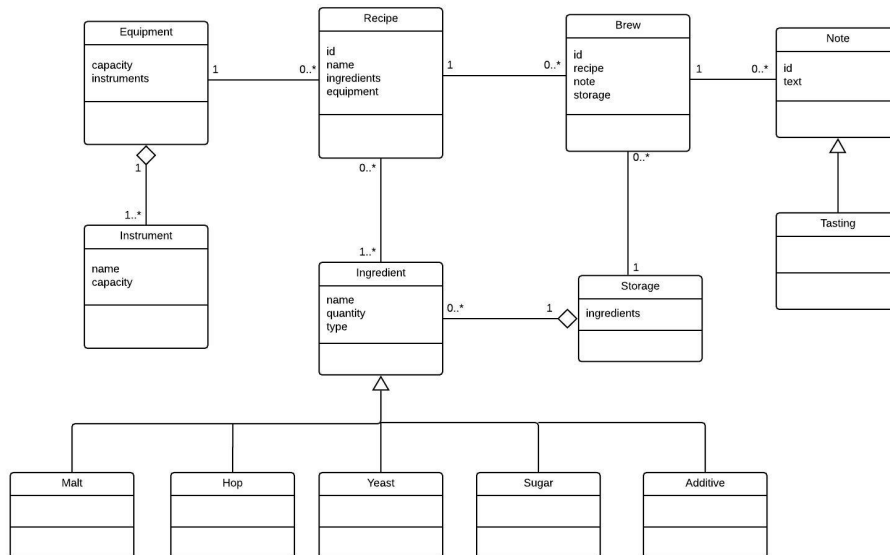 Equipment
capacity
instruments
1
0..*
Recipe
id
name
ingredients
equipment
1
0..*
Brew
id
recipe
note
storage
1
0..*
Note
id
text
1
1..*
Instrument
name
capacity
0..*
1..*
Ingredient
name
quantity
type
0..*
1
0..*
1
Storage
ingredients
Tasting
Malt
Hop
Yeast
Sugar
Additive